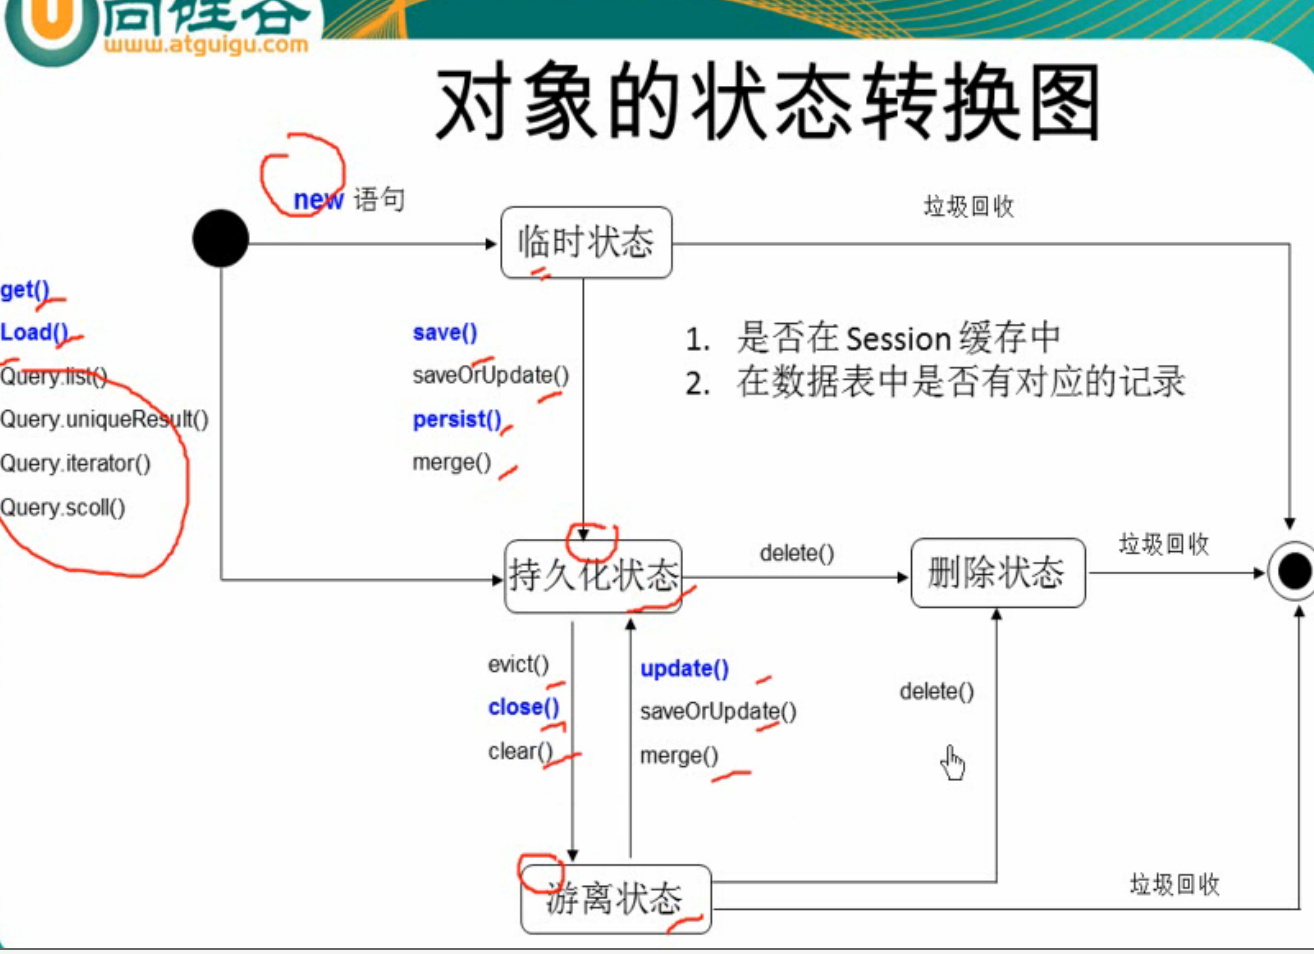 尚硅谷
www.atguigu.com
对象的状态转换图
new 语句
垃圾回收
临时状态
get()
Load()
Query.list()
Query.uniqueResult()
Query.iterator()
Query.scoll()
save()
saveOrUpdate()
persist()
merge()
1. 是否在 Session 缓存中
2. 在数据表中是否有对应的记录
持久化状态
delete()
删除状态
垃圾回收
evict()
close()
clear()
update()
saveOrUpdate()
merge()
delete()
游离状态
垃圾回收